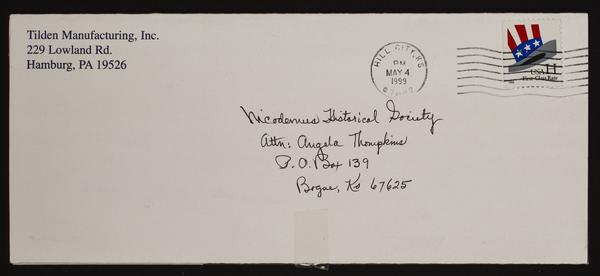 Tilden Manufacturing, Inc.
229 Lowland Rd.
Hamburg, PA 19526
HILL CITY, KS
PM
MAY 4
1999
USA H
First-Class Rate
Nicodemus Historical Society
Attn: Angela Thompkins
P.O. Box 139
Bogue, Ks 67625